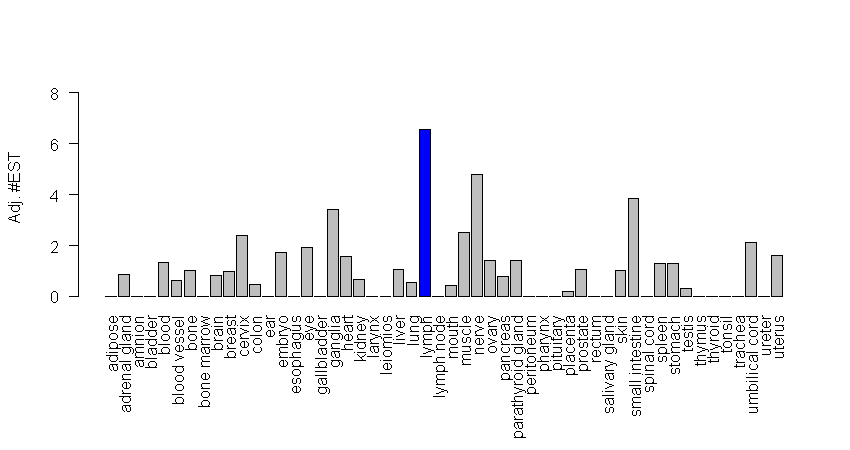 Adj. #EST
8
6
4
2
0
adipose
adrenal gland
amnion
bladder
blood
blood vessel
bone
bone marrow
brain
breast
cervix
colon
ear
embryo
esophagus
eye
gallbladder
ganglia
heart
kidney
larynx
leiomios
liver
lung
lymph
lymph node
mouth
muscle
nerve
ovary
pancreas
parathyroid gland
peritoneum
pharynx
pituitary
placenta
prostate
rectum
salivary gland
skin
small intestine
spinal cord
spleen
stomach
testis
thymus
thyroid
tonsil
trachea
umbilical cord
ureter
uterus